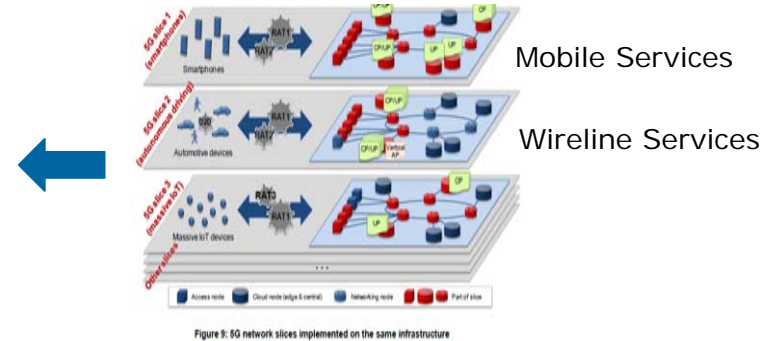 5G slice 1
(smartphones)
Smartphones
RAT1
RAT2
CP/UP
CP
CP/UP
UP
UP
Mobile Services
5G slice 2
(autonomous driving)
D2D
Automotive devices
RAT1
RAT2
CP/UP
CP/UP
Vertical
AP
Wireline Services
5G slice 3
(massive IoT)
Massive IoT devices
RAT3
RAT1
CP
UP
Other slices
...
Access node
Cloud node (edge & central)
Networking node
Part of slice
Figure 9: 5G network slices implemented on the same infrastructure